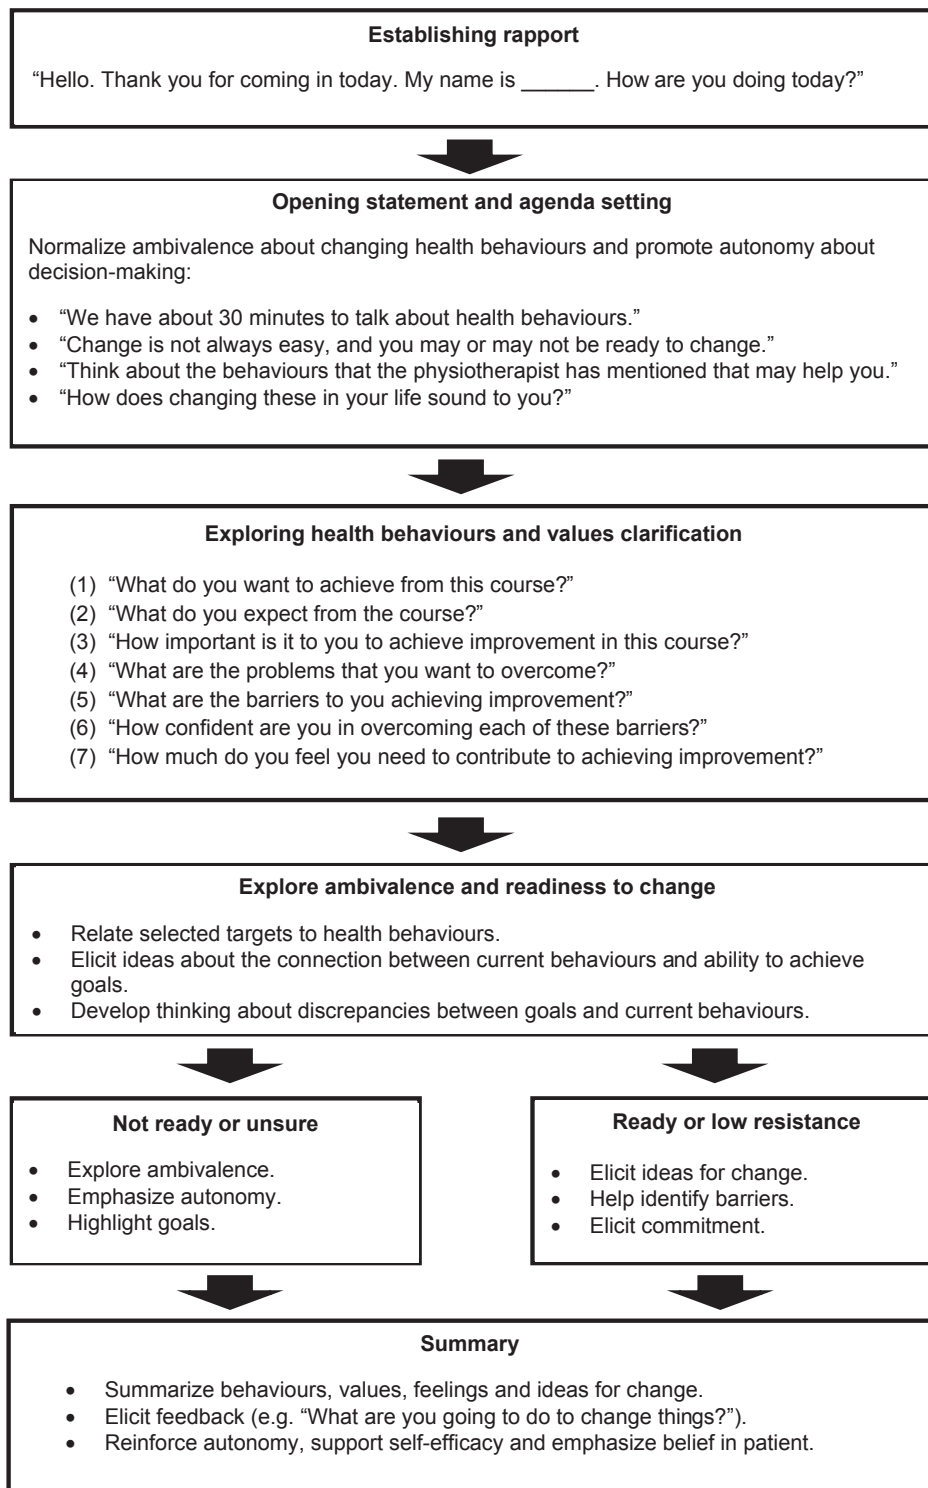 Establishing rapport
“Hello. Thank you for coming in today. My name is ______. How are you doing today?”
Opening statement and agenda setting
Normalize ambivalence about changing health behaviours and promote autonomy about
decision-making:
• “We have about 30 minutes to talk about health behaviours.”
• “Change is not always easy, and you may or may not be ready to change.”
• “Think about the behaviours that the physiotherapist has mentioned that may help you.”
• “How does changing these in your life sound to you?”
Exploring health behaviours and values clarification
(1) “What do you want to achieve from this course?”
(2) “What do you expect from the course?”
(3) “How important is it to you to achieve improvement in this course?”
(4) “What are the problems that you want to overcome?”
(5) “What are the barriers to you achieving improvement?”
(6) “How confident are you in overcoming each of these barriers?”
(7) “How much do you feel you need to contribute to achieving improvement?”
Explore ambivalence and readiness to change
• Relate selected targets to health behaviours.
• Elicit ideas about the connection between current behaviours and ability to achieve
goals.
• Develop thinking about discrepancies between goals and current behaviours.
Not ready or unsure
• Explore ambivalence.
• Emphasize autonomy.
• Highlight goals.
Ready or low resistance
• Elicit ideas for change.
• Help identify barriers.
• Elicit commitment.
Summary
• Summarize behaviours, values, feelings and ideas for change.
• Elicit feedback (e.g. “What are you going to do to change things?”).
• Reinforce autonomy, support self-efficacy and emphasize belief in patient.